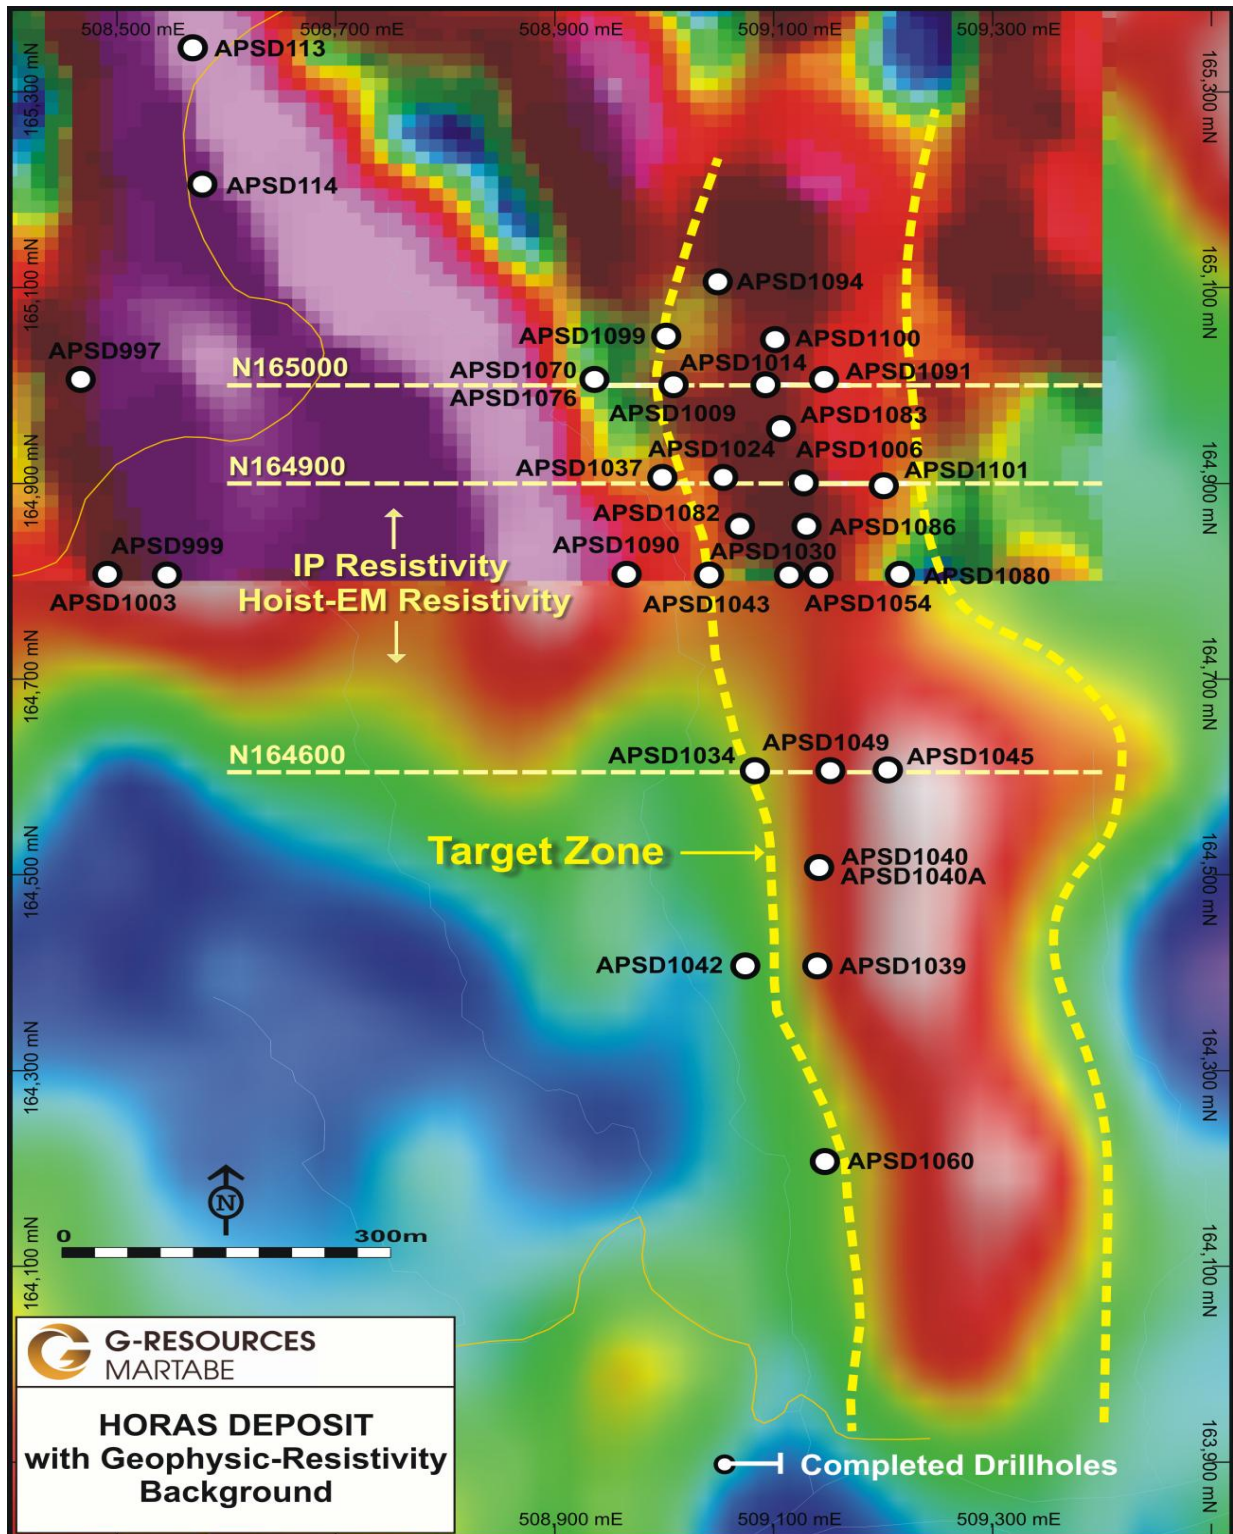 508,500 mE
508,700 mE
508,900 mE
509,100 mE
509,300 mE
APSD113
165,300 mN
165,300 mN
APSD114
165,100 mN
165,100 mN
APSD1094
APSD1099
APSD1100
APSD997
N165000
APSD1070
APSD1014
APSD1091
APSD1076
APSD1009
APSD1083
APSD1024
APSD1006
N164900
APSD1037
APSD1101
164,900 mN
164,900 mN
APSD1082
APSD1086
APSD999
APSD1090
APSD1030
IP Resistivity
APSD1080
Hoist-EM Resistivity
APSD1003
APSD1043
APSD1054
164,700 mN
164,700 mN
N164600
APSD1034
APSD1049
APSD1045
Target Zone
APSD1040
APSD1040A
164,500 mN
164,500 mN
APSD1042
APSD1039
164,300 mN
164,300 mN
APSD1060
N
0
300m
164,100 mN
164,100 mN
G-RESOURCES
MARTABE
HORAS DEPOSIT
with Geophysic-Resistivity
Background
Completed Drillholes
163,900 mN
508,900 mE
509,100 mE
509,300 mE